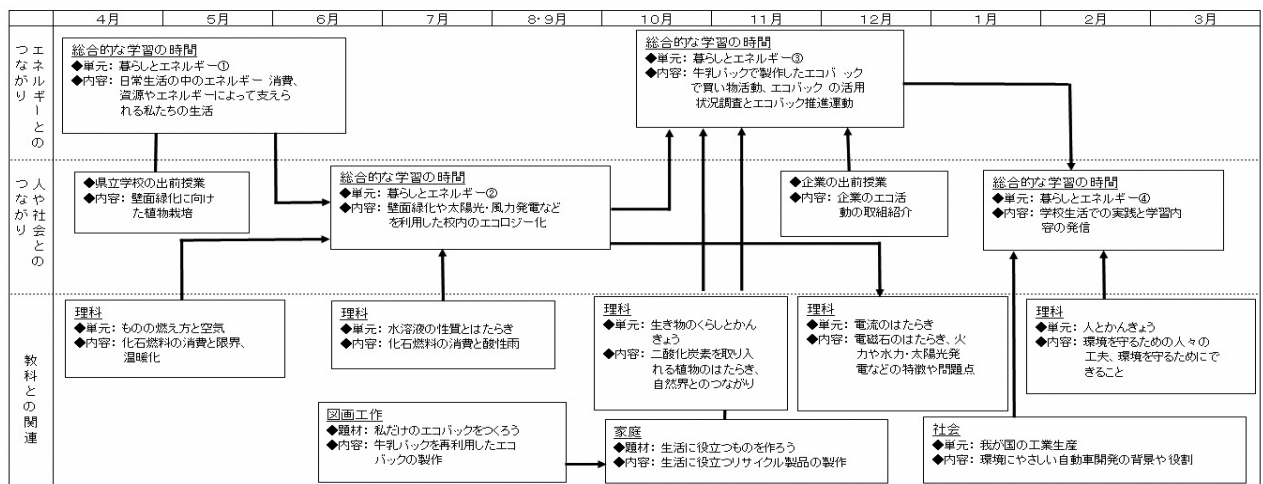 4月 5月 6月 7月 8・9月 10月 11月 12月 1月 2月 3月
エネルギーとの
つながり
総合的な学習の時間
◆単元：暮らしとエネルギー①
◆内容：日常生活の中のエネルギー 消費、
資源やエネルギーによって支えら
れる私たちの生活
総合的な学習の時間
◆単元：暮らしとエネルギー③
◆内容：牛乳パックで製作したエコバック
で買い物活動、エコバック の活用
状況調査とエコバック推進運動
人や社会との
つながり
◆県立学校の出前授業
◆内容：壁面緑化に向け
た植物栽培
総合的な学習の時間
◆単元：暮らしとエネルギー②
◆内容：壁面緑化や太陽光・風力発電など
を利用した校内のエコロジー化
◆企業の出前授業
◆内容：企業のエコ活
動の取組紹介
総合的な学習の時間
◆単元：暮らしとエネルギー④
◆内容：学校生活での実践と学習内
容の発信
教科との関連
理科
◆単元：ものの燃え方と空気
◆内容：化石燃料の消費と限界、
温暖化
理科
◆単元：水溶液の性質とはたらき
◆内容：化石燃料の消費と酸性雨
理科
◆単元：生き物のくらしとかん
きょう
◆内容：二酸化炭素を取り入
れる植物のはたらき、
自然界とのつながり
理科
◆単元：電流のはたらき
◆内容：電磁石のはたらき、火
力や水力・太陽光発
電などの特徴や問題点
理科
◆単元：人とかんきょう
◆内容：環境を守るための人々の
工夫、環境を守るためにで
きること
図画工作
◆題材：私だけのエコバックをつくろう
◆内容：牛乳パックを再利用したエコ
バックの製作
家庭
◆題材：生活に役立つものを作ろう
◆内容：生活に役立つリサイクル製品の製作
社会
◆単元：我が国の工業生産
◆内容：環境にやさしい自動車開発の背景や役割